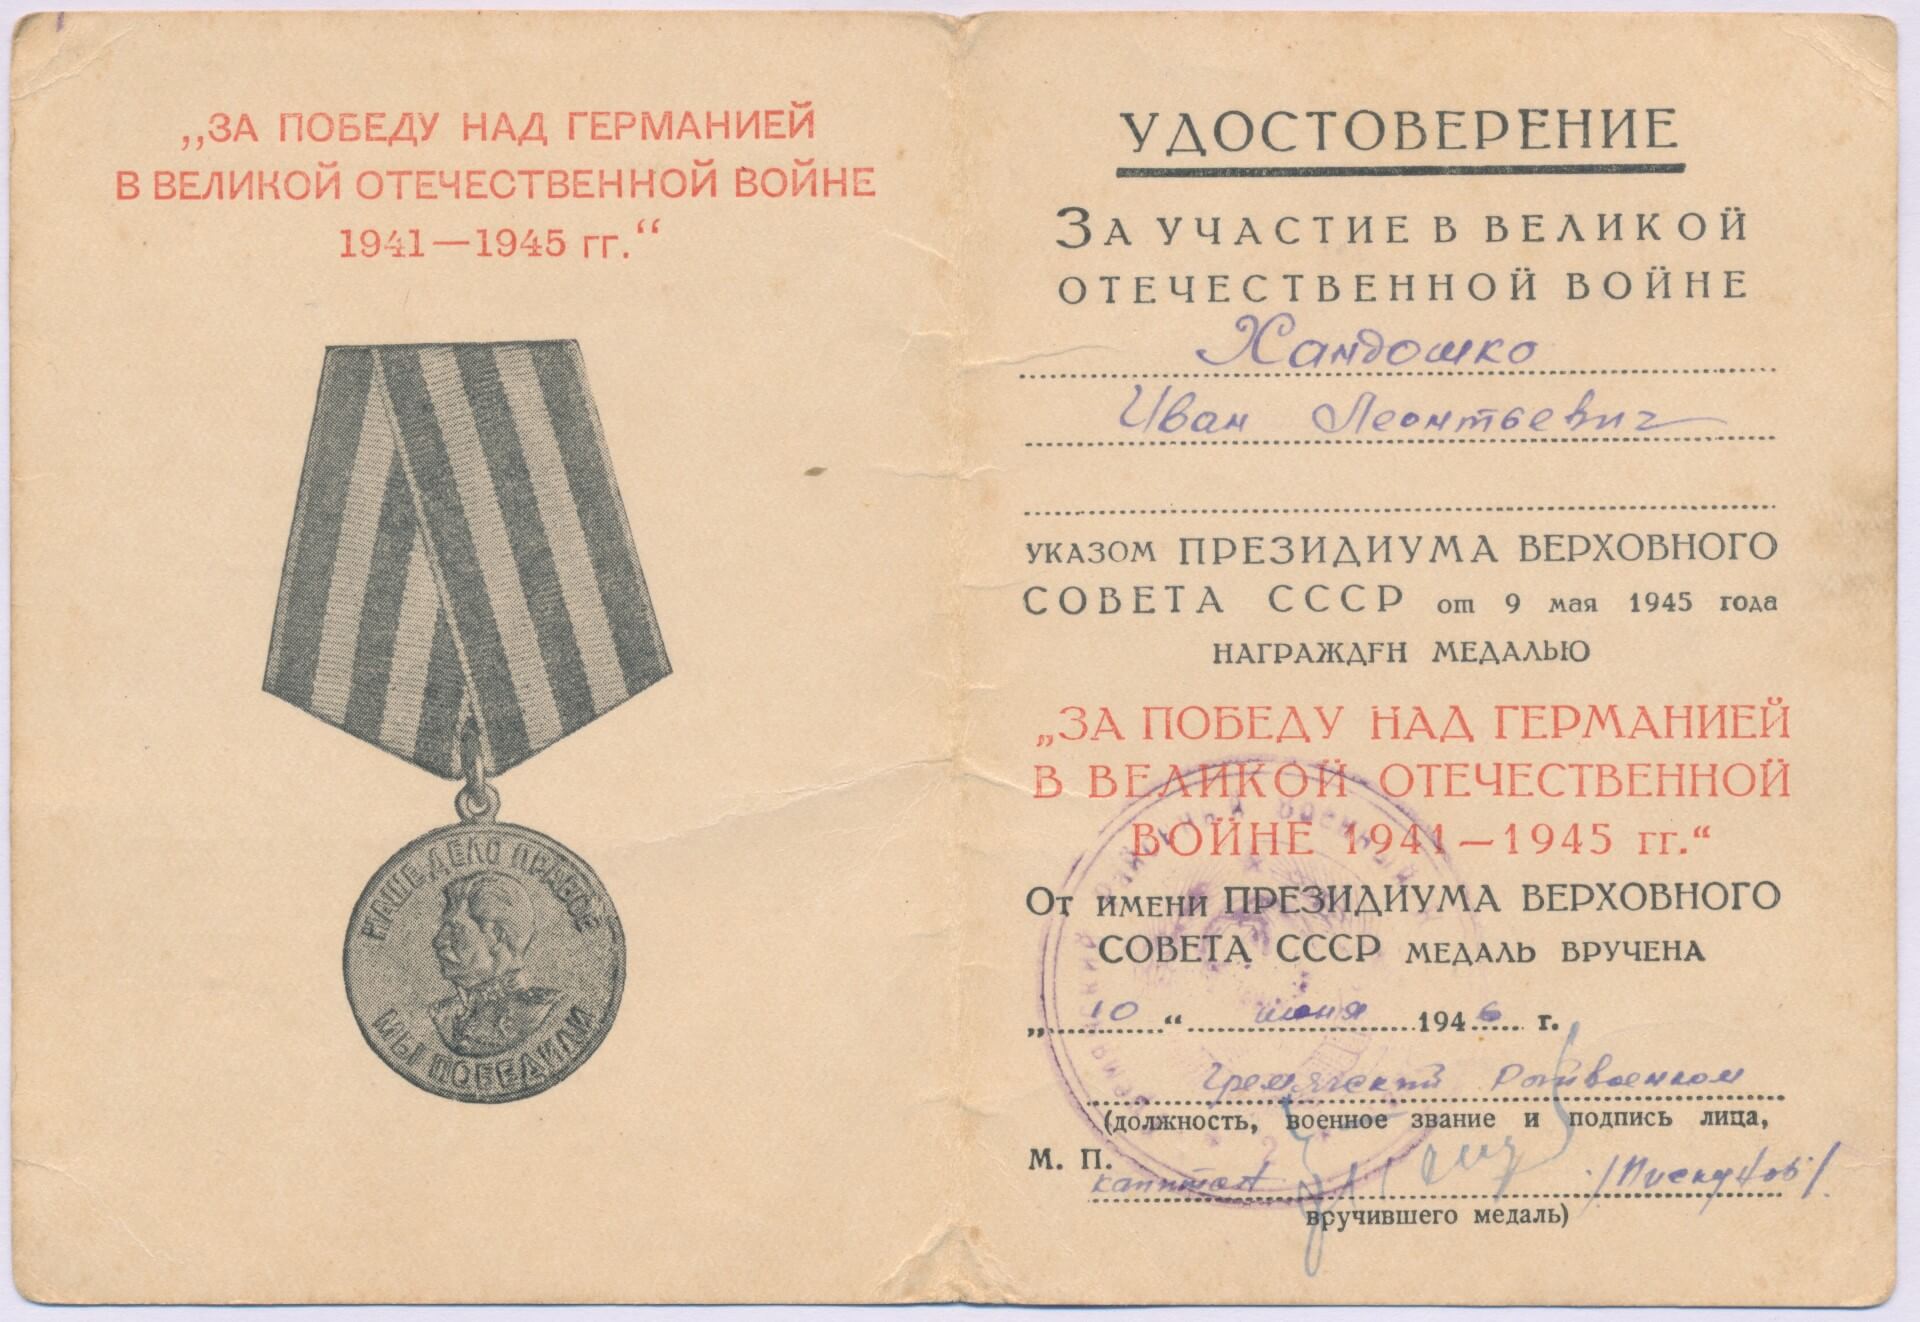 „ЗА ПОБЕДУ НАД ГЕРМАНИЕЙ
В ВЕЛИКОЙ ОТЕЧЕСТВЕННОЙ ВОЙНЕ
1941—1945 гг.“
НАШЕ ДЕЛО ПРАВОЕ
МЫ ПОБЕДИЛИ
УДОСТОВЕРЕНИЕ
ЗА УЧАСТИЕ В ВЕЛИКОЙ
ОТЕЧЕСТВЕННОЙ ВОЙНЕ
Хандошко
Иван Леонтьевич
УКАЗОМ ПРЕЗИДИУМА ВЕРХОВНОГО
СОВЕТА СССР от 9 мая 1945 года
НАГРАЖДЕН МЕДАЛЬЮ
„ЗА ПОБЕДУ НАД ГЕРМАНИЕЙ
В ВЕЛИКОЙ ОТЕЧЕСТВЕННОЙ
ВОЙНЕ 1941—1945 гг.“
ОТ ИМЕНИ ПРЕЗИДИУМА ВЕРХОВНОГО
СОВЕТА СССР МЕДАЛЬ ВРУЧЕНА
„10“ июня 1946 г.
Гремячский Райвоенком
(должность, военное звание и подпись лица,
М. П.
капитан /Пискунов/
вручившего медаль)